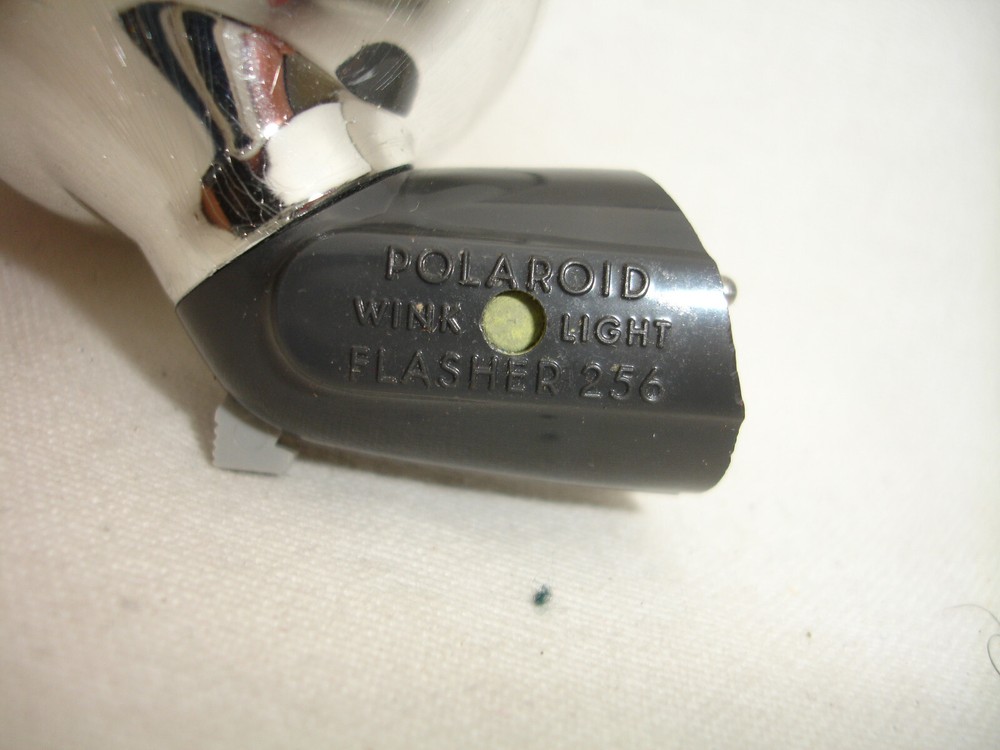 POLAROID
WINK LIGHT
FLASHER 256